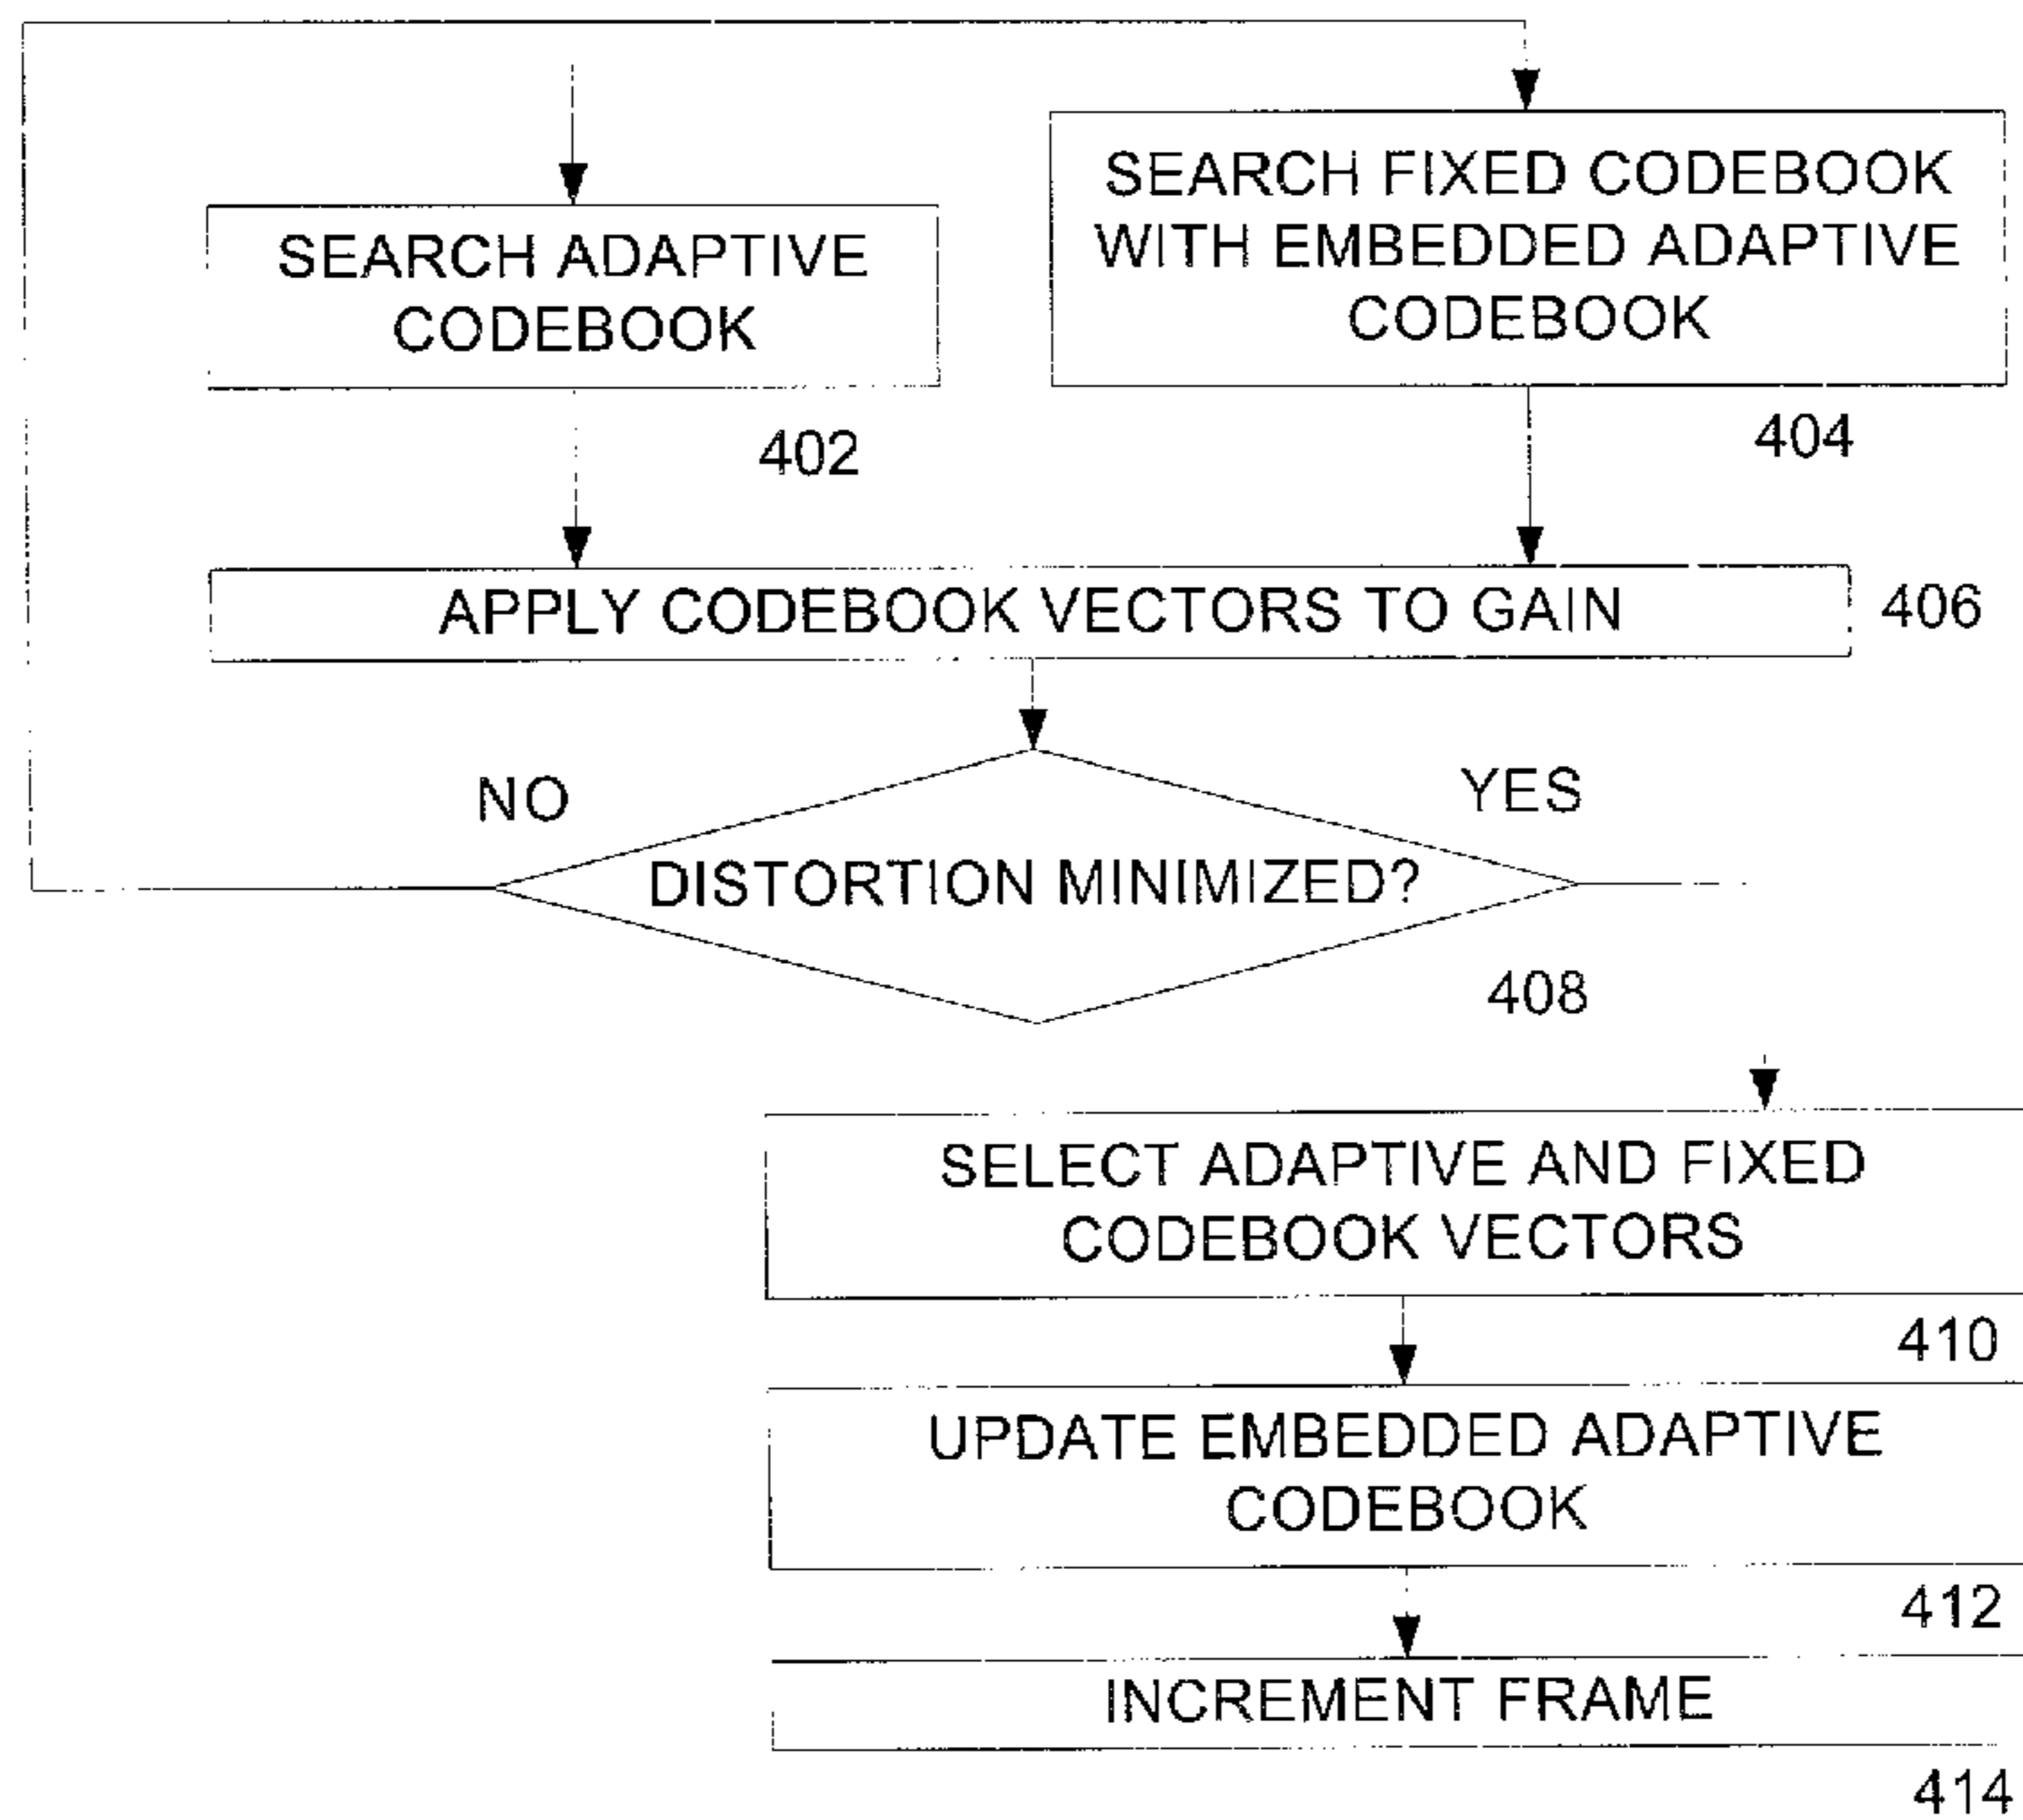 SEARCH ADAPTIVE
CODEBOOK
402
SEARCH FIXED CODEBOOK
WITH EMBEDDED ADAPTIVE
CODEBOOK
404
APPLY CODEBOOK VECTORS TO GAIN
406
NO
YES
DISTORTION MINIMIZED?
408
SELECT ADAPTIVE AND FIXED
CODEBOOK VECTORS
410
UPDATE EMBEDDED ADAPTIVE
CODEBOOK
412
INCREMENT FRAME
414